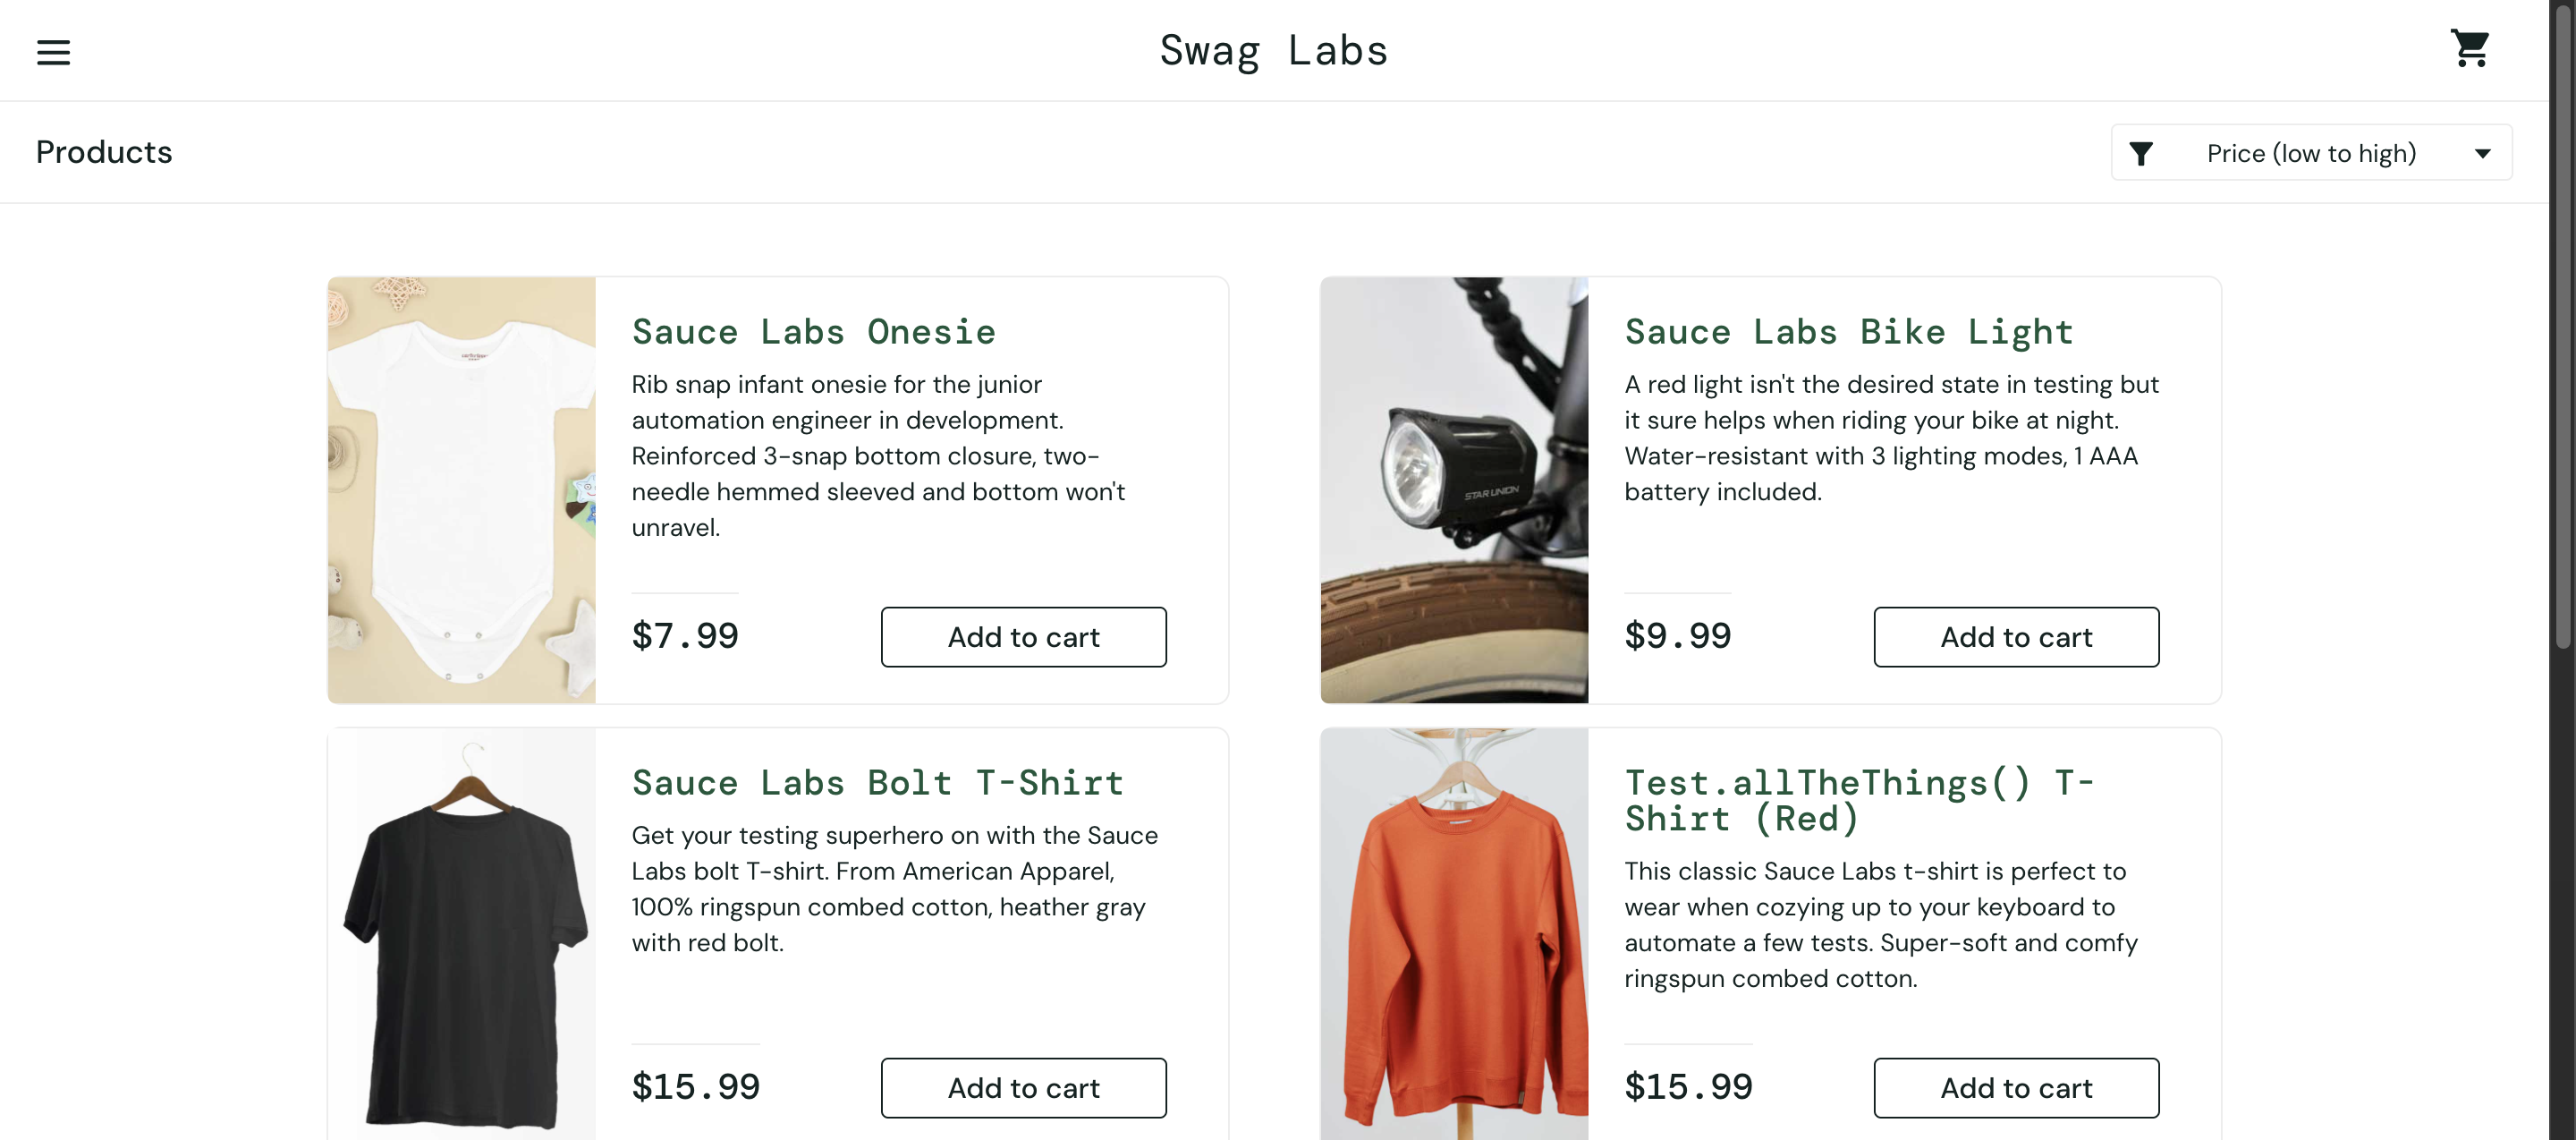 Swag Labs
Products
Price (low to high)
Sauce Labs Onesie
Rib snap infant onesie for the junior
automation engineer in development.
Reinforced 3-snap bottom closure, two-
needle hemmed sleeved and bottom won't
unravel.
$7.99
Add to cart
Sauce Labs Bike Light
A red light isn't the desired state in testing but
it sure helps when riding your bike at night.
Water-resistant with 3 lighting modes, 1 AAA
battery included.
STAR UNION
$9.99
Add to cart
Sauce Labs Bolt T-Shirt
Get your testing superhero on with the Sauce
Labs bolt T-shirt. From American Apparel,
100% ringspun combed cotton, heather gray
with red bolt.
$15.99
Add to cart
Test.allTheThings() T-
Shirt (Red)
This classic Sauce Labs t-shirt is perfect to
wear when cozying up to your keyboard to
automate a few tests. Super-soft and comfy
ringspun combed cotton.
$15.99
Add to cart